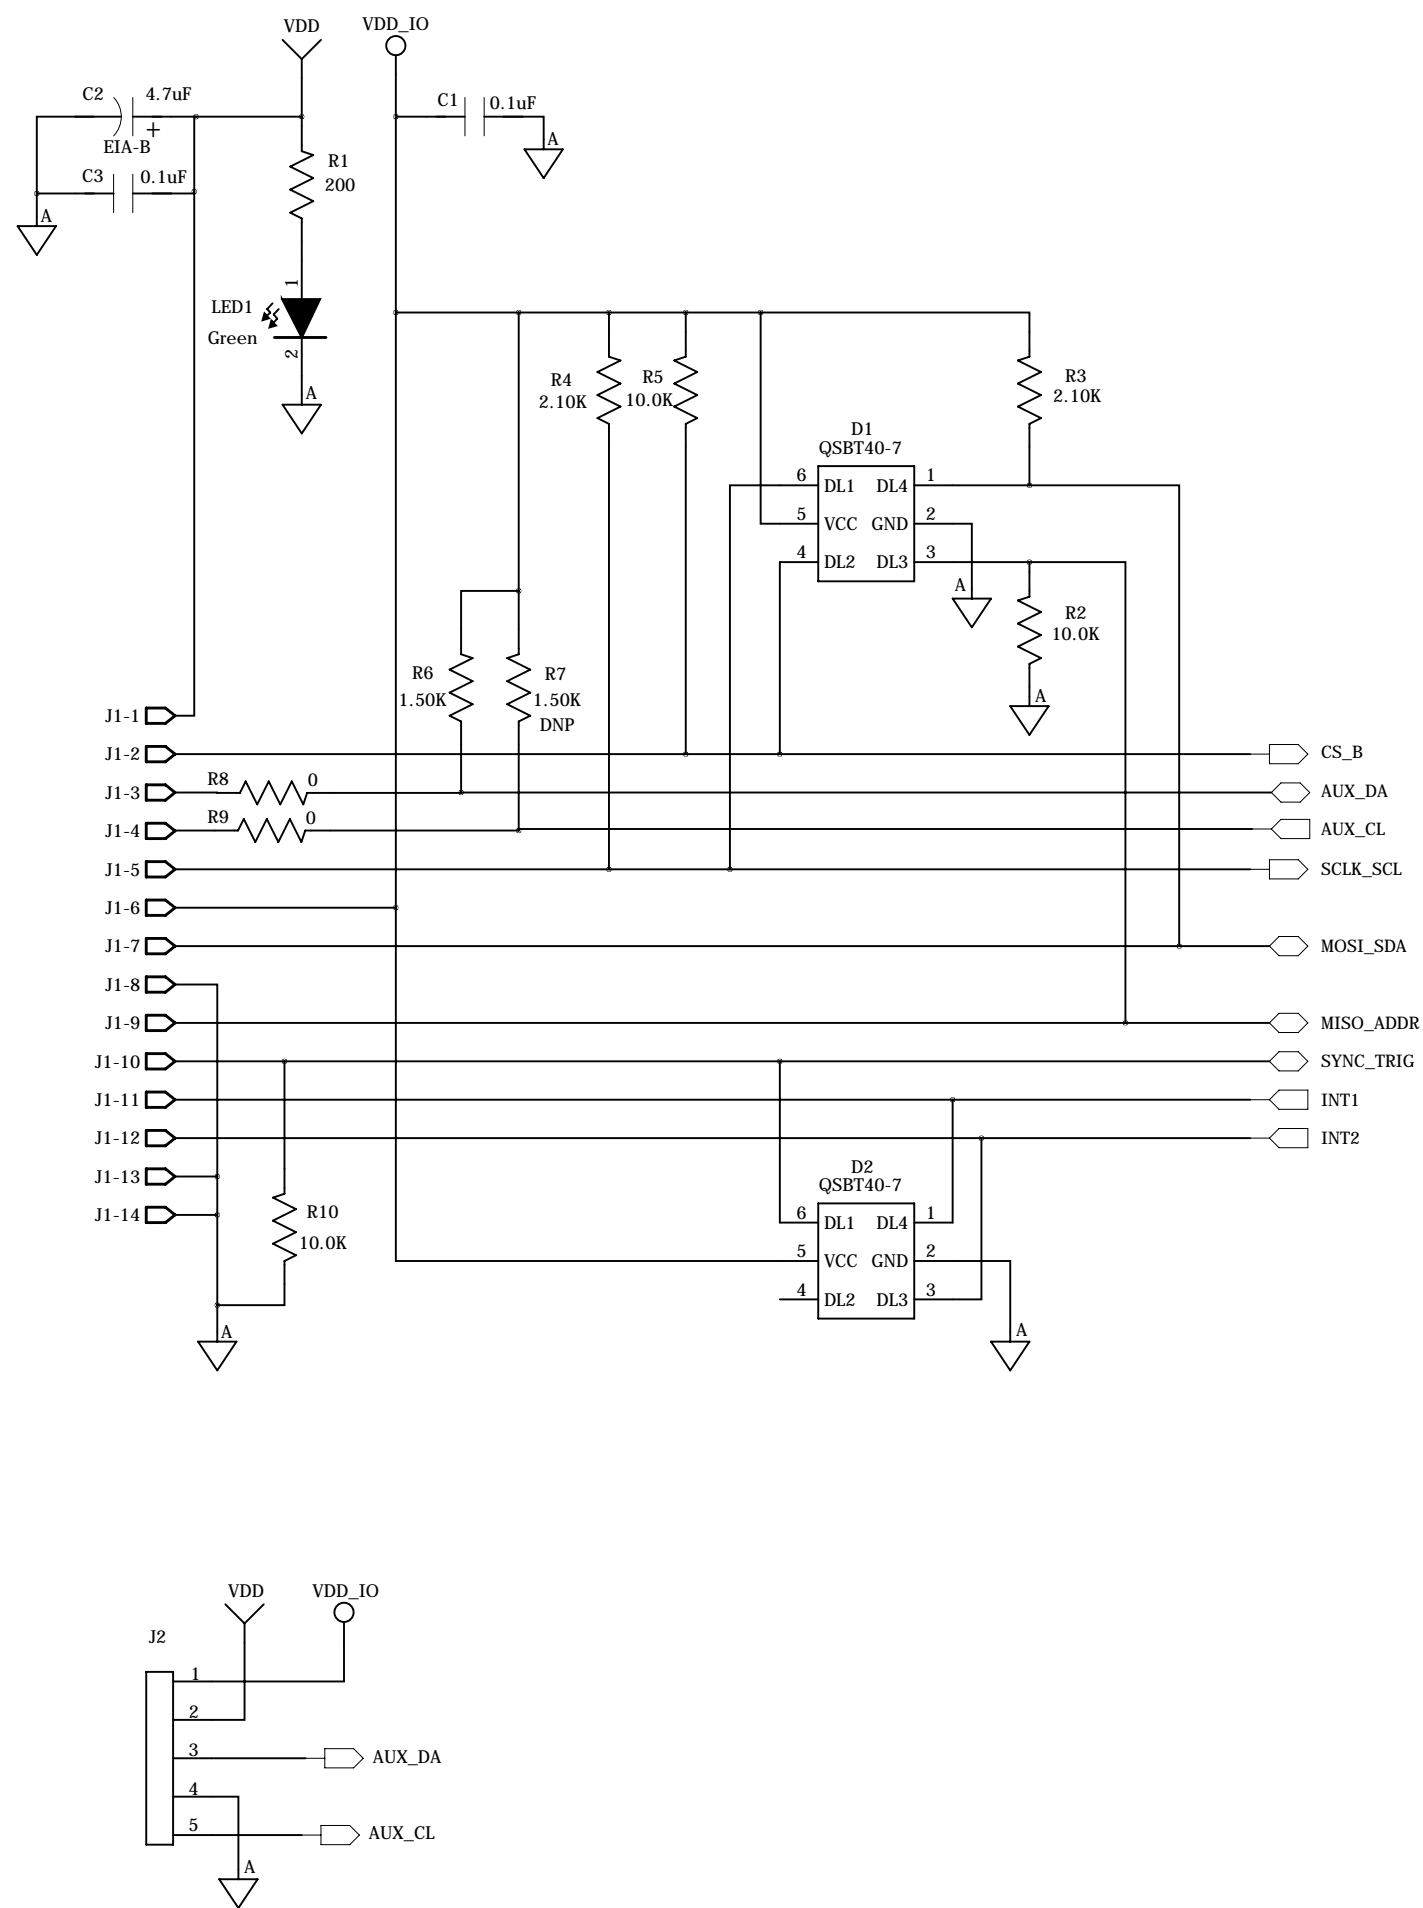 VDD
VDD_IO
C2
4.7uF
+
EIA-B
C1
0.1uF
A
C3
0.1uF
A
R1
200
1
LED1
Green
2
A
R4
2.10K
R5
10.0K
R3
2.10K
D1
QSBT40-7
6 DL1 DL4 1
5 VCC GND 2
4 DL2 DL3 3
A
R2
10.0K
A
R6
1.50K
R7
1.50K
DNP
J1-1
J1-2 CS_B
J1-3 R8 0 AUX_DA
J1-4 R9 0 AUX_CL
J1-5 SCLK_SCL
J1-6
J1-7 MOSI_SDA
J1-8
J1-9 MISO_ADDR
J1-10 SYNC_TRIG
J1-11 INT1
J1-12 INT2
J1-13
J1-14
R10
10.0K
A
D2
QSBT40-7
6 DL1 DL4 1
5 VCC GND 2
4 DL2 DL3 3
A
VDD
VDD_IO
J2
1
2
3 AUX_DA
4
5 AUX_CL
A